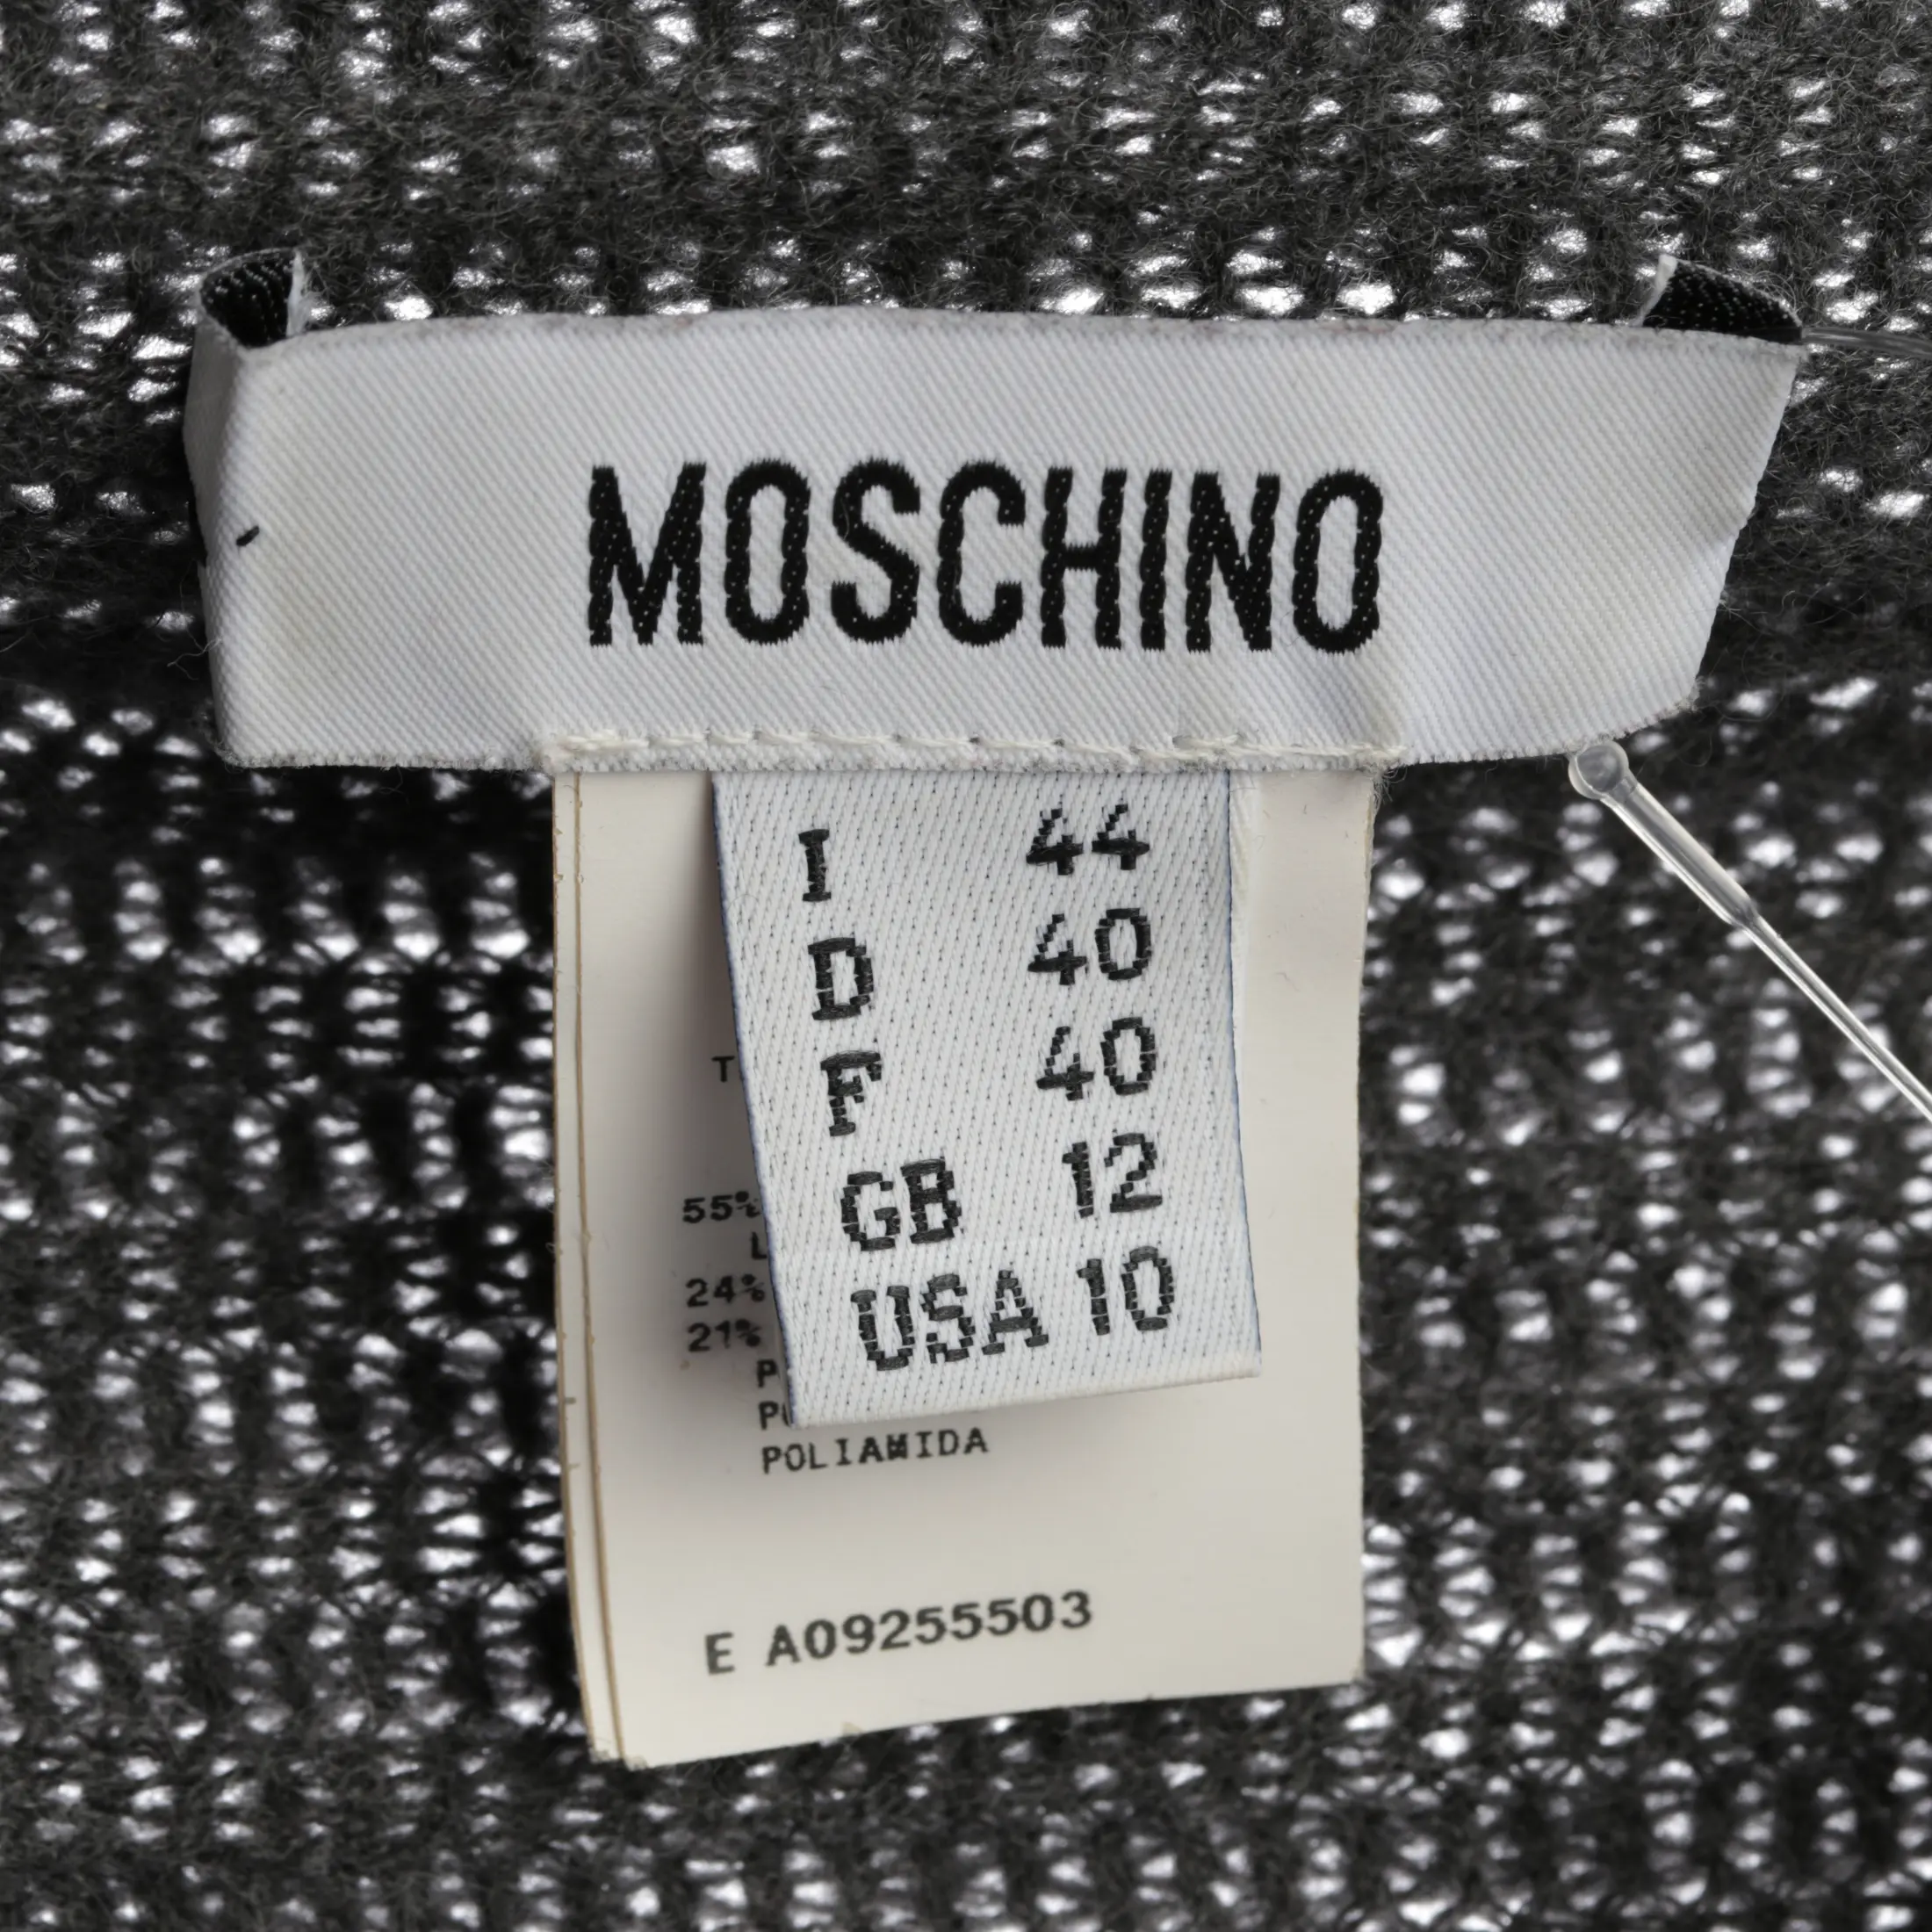 MOSCHINO
I 44
D 40
F 40
GB 12
USA 10
55%
24%
21%
POLIAMIDA
E A09255503